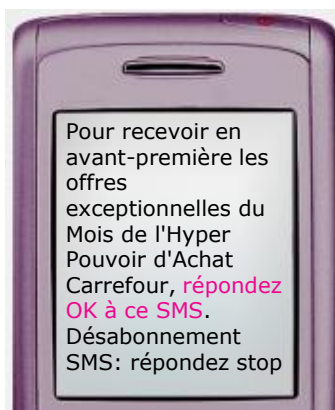 Pour recevoir en
avant-première les
offres
exceptionnelles du
Mois de l'Hyper
Pouvoir d'Achat
Carrefour, répondez
OK à ce SMS.
Désabonnement
SMS: répondez stop